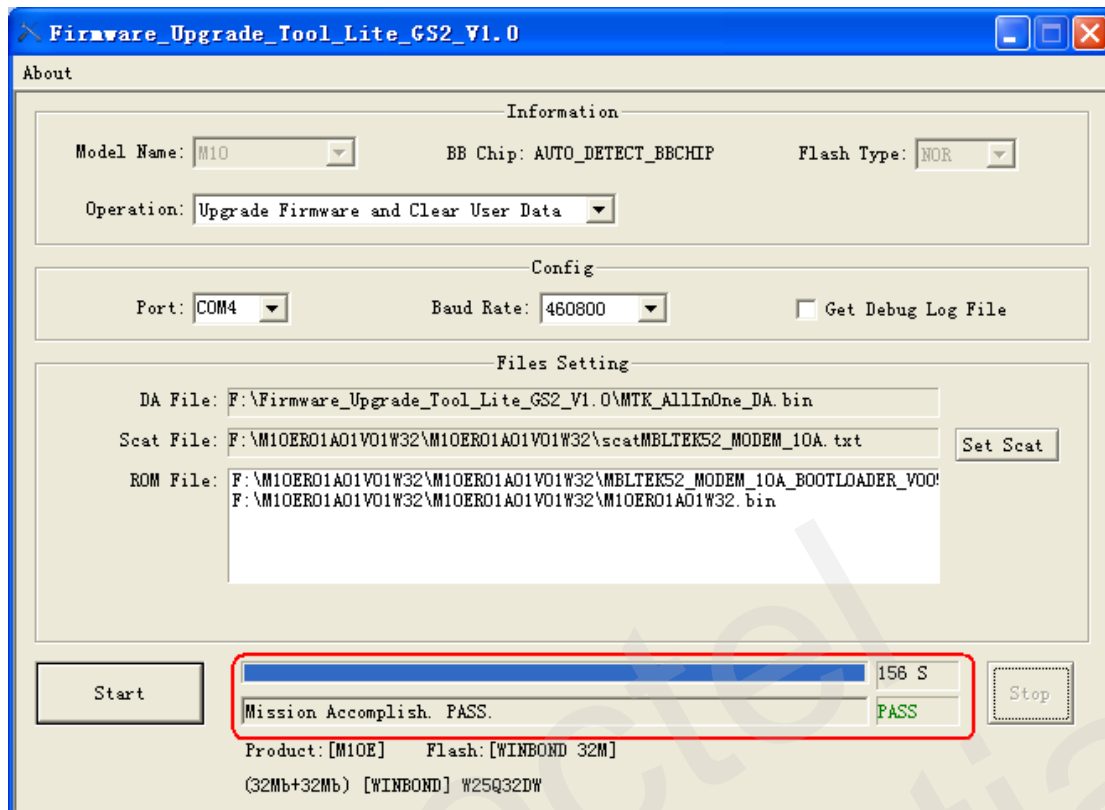 Firmware_Upgrade_Tool_Lite_GS2_V1.0
About
Information
Model Name: M10 BB Chip: AUTO_DETECT_BBCHIP Flash Type: NOR
Operation: Upgrade Firmware and Clear User Data
Config
Port: COM4 Baud Rate: 460800 Get Debug Log File
Files Setting
DA File: F:\Firmware_Upgrade_Tool_Lite_GS2_V1.0\MTK_AllInOne_DA.bin
Scat File: F:\M10ER01A01V01W32\M10ER01A01V01W32\scatMBLTEK52_MODEM_10A.txt Set Scat
ROM File: F:\M10ER01A01V01W32\M10ER01A01V01W32\MBLTEK52_MODEM_10A_BOOTLOADER_V005
F:\M10ER01A01V01W32\M10ER01A01V01W32\M10ER01A01W32.bin
Start 156 S Stop
Mission Accomplish. PASS. PASS
Product:[M10E] Flash:[WINBOND 32M]
(32Mb+32Mb) [WINBOND] W25Q32DW